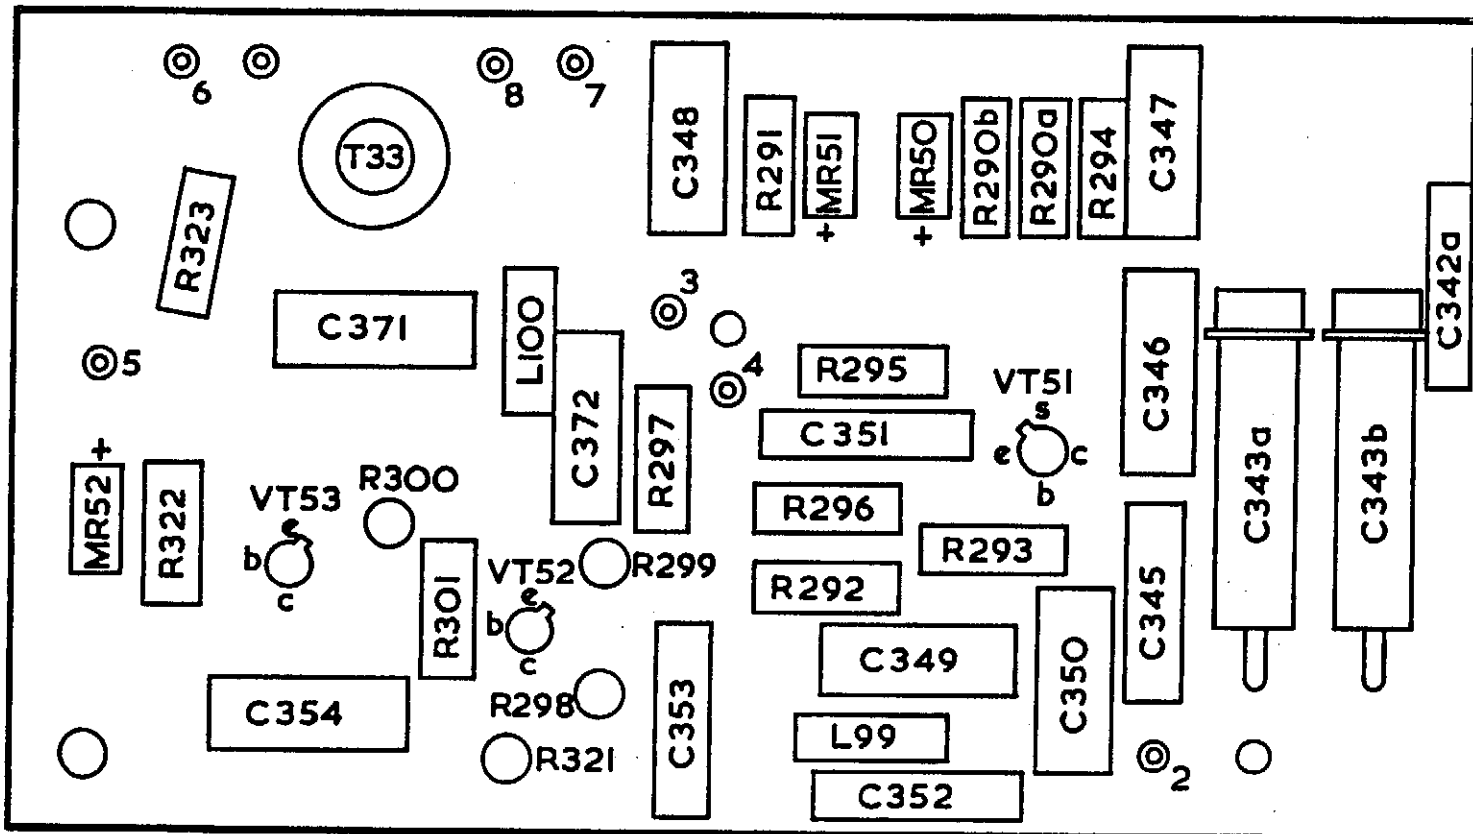 6
8
7
T33
C348
R291
MR51
+
MR50
+
R290b
R290a
R294
C347
R323
C342a
C371
L100
3
4
5
R295
VT51
s
e
c
b
C346
C343a
C343b
C372
R297
C351
+
MR52
R322
VT53
e
b
c
R300
R296
R293
R301
VT52
e
b
c
R299
R292
C345
C349
C350
C354
R298
C353
L99
R321
C352
2